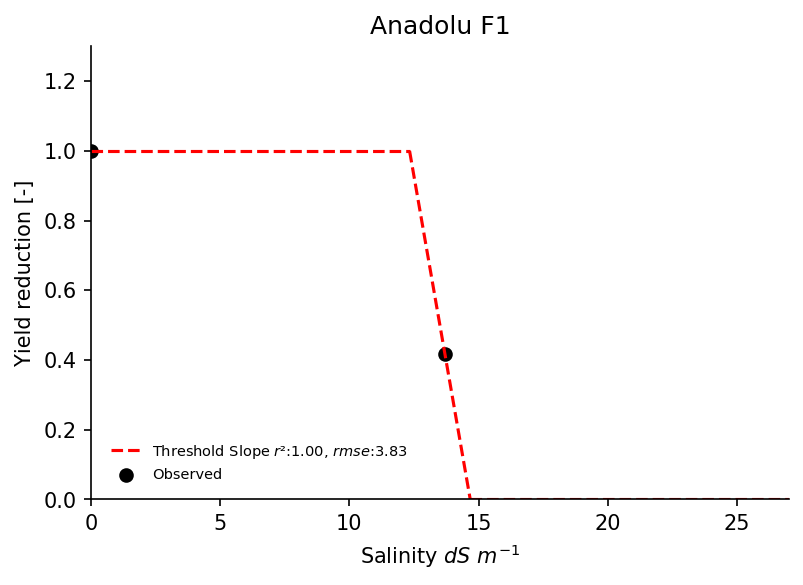 Anadolu F1
1.2
1.0
0.8
0.6
0.4
0.2
0.0
Yield reduction [-]
Threshold Slope r²:1.00, rmse:3.83
Observed
0 5 10 15 20 25
Salinity dS m⁻¹